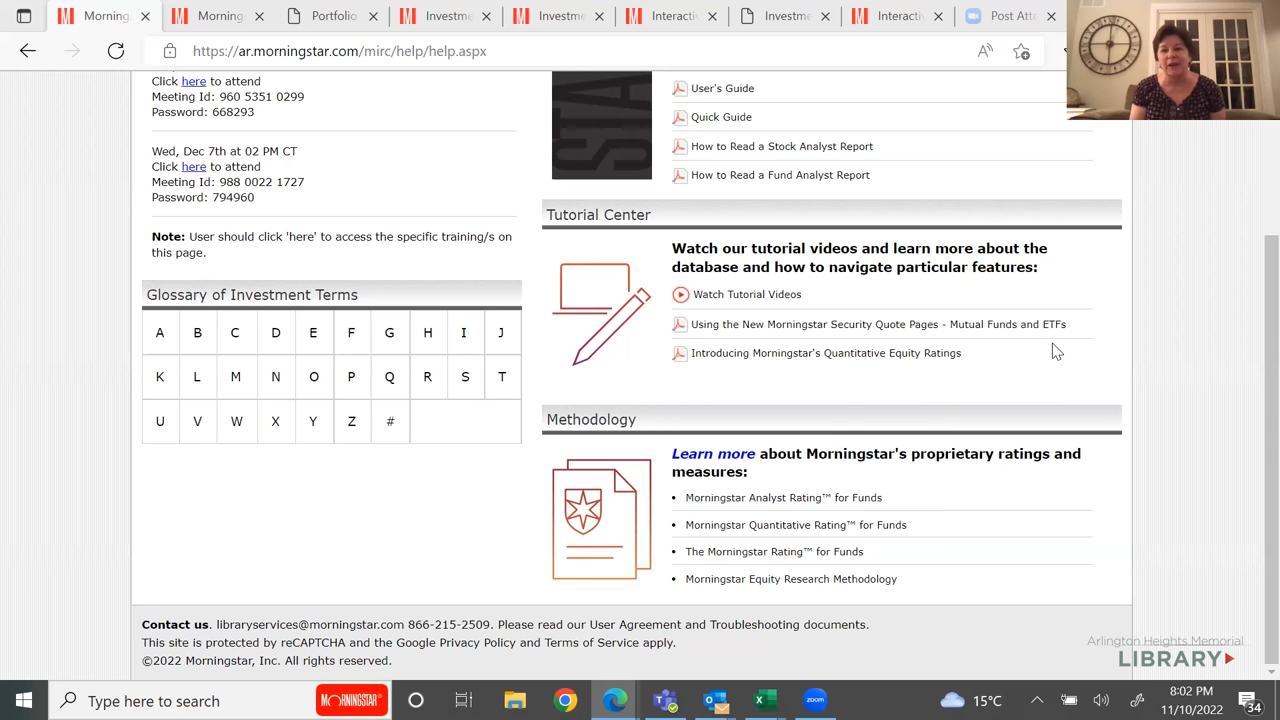 Morning:
Morning:
Portfolio
Investme
Investme
Interactiv
Investme
Interacti
Post Atte
https://ar.morningstar.com/mirc/help/help.aspx
Click here to attend
Meeting Id: 960 5351 0299
Password: 668293
Wed, Dec 7th at 02 PM CT
Click here to attend
Meeting Id: 988 0022 1727
Password: 794960
Note: User should click 'here' to access the specific training/s on
this page.
Glossary of Investment Terms
A B C D E F G H I J
K L M N O P Q R S T
U V W X Y Z #
User's Guide
Quick Guide
How to Read a Stock Analyst Report
How to Read a Fund Analyst Report
Tutorial Center
Watch our tutorial videos and learn more about the
database and how to navigate particular features:
Watch Tutorial Videos
Using the New Morningstar Security Quote Pages - Mutual Funds and ETFs
Introducing Morningstar's Quantitative Equity Ratings
Methodology
Learn more about Morningstar's proprietary ratings and
measures:
Morningstar Analyst Rating™ for Funds
Morningstar Quantitative Rating™ for Funds
The Morningstar Rating™ for Funds
Morningstar Equity Research Methodology
Contact us. libraryservices@morningstar.com 866-215-2509. Please read our User Agreement and Troubleshooting documents.
This site is protected by reCAPTCHA and the Google Privacy Policy and Terms of Service apply.
©2022 Morningstar, Inc. All rights reserved.
Arlington Heights Memorial
LIBRARY
Type here to search
MORNINGSTAR
zoom
15°C
8:02 PM
11/10/2022
34